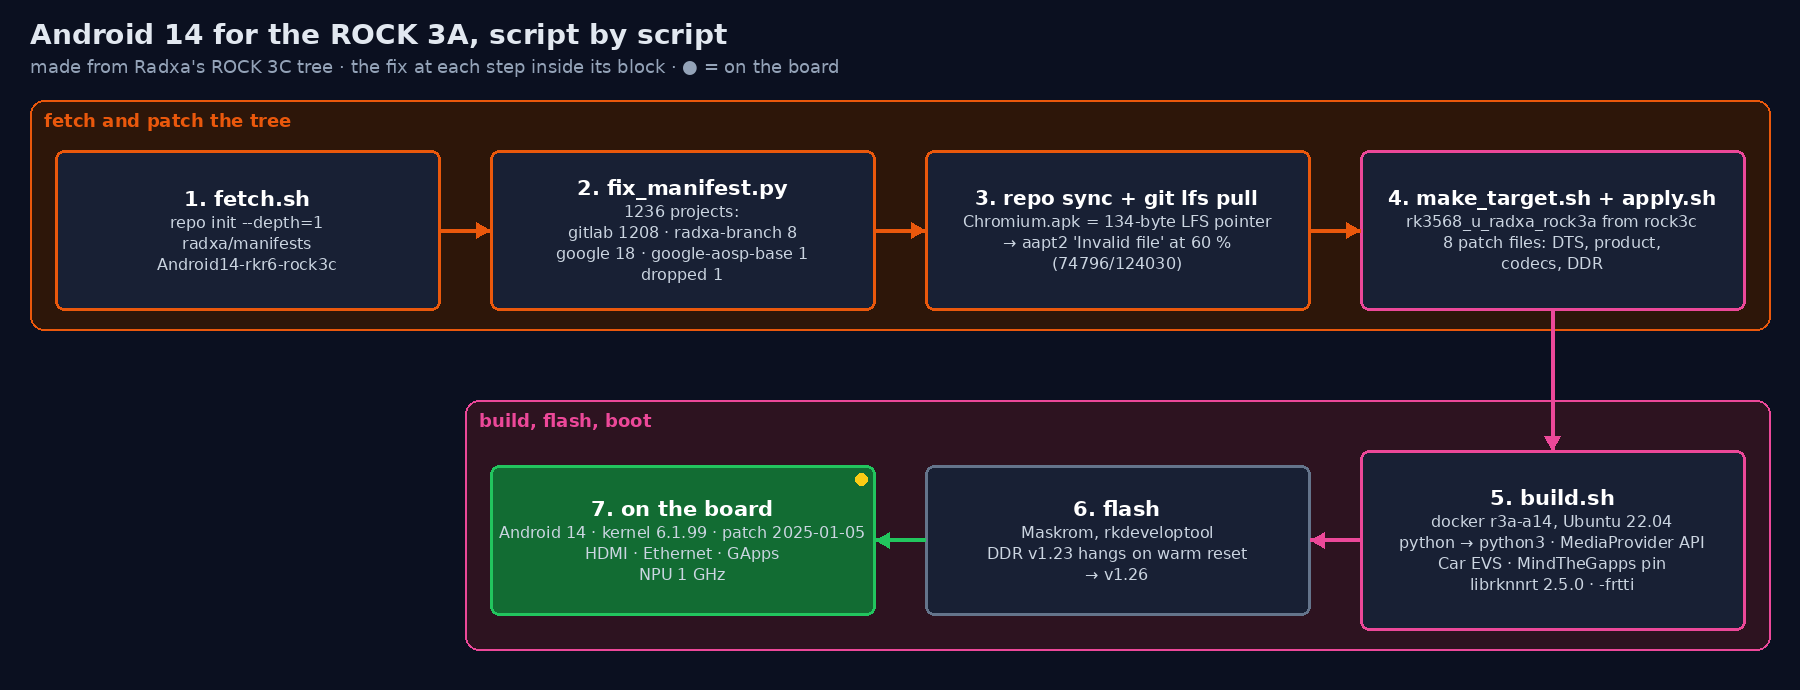 Android 14 for the ROCK 3A, script by script
made from Radxa's ROCK 3C tree · the fix at each step inside its block · ● = on the board
fetch and patch the tree
1. fetch.sh
repo init --depth=1
radxa/manifests
Android14-rkr6-rock3c
2. fix_manifest.py
1236 projects:
gitlab 1208 · radxa-branch 8
google 18 · google-aosp-base 1
dropped 1
3. repo sync + git lfs pull
Chromium.apk = 134-byte LFS pointer
→ aapt2 'Invalid file' at 60 %
(74796/124030)
4. make_target.sh + apply.sh
rk3568_u_radxa_rock3a from rock3c
8 patch files: DTS, product,
codecs, DDR
build, flash, boot
5. build.sh
docker r3a-a14, Ubuntu 22.04
python → python3 · MediaProvider API
Car EVS · MindTheGapps pin
librknnrt 2.5.0 · -frtti
6. flash
Maskrom, rkdeveloptool
DDR v1.23 hangs on warm reset
→ v1.26
7. on the board
Android 14 · kernel 6.1.99 · patch 2025-01-05
HDMI · Ethernet · GApps
NPU 1 GHz